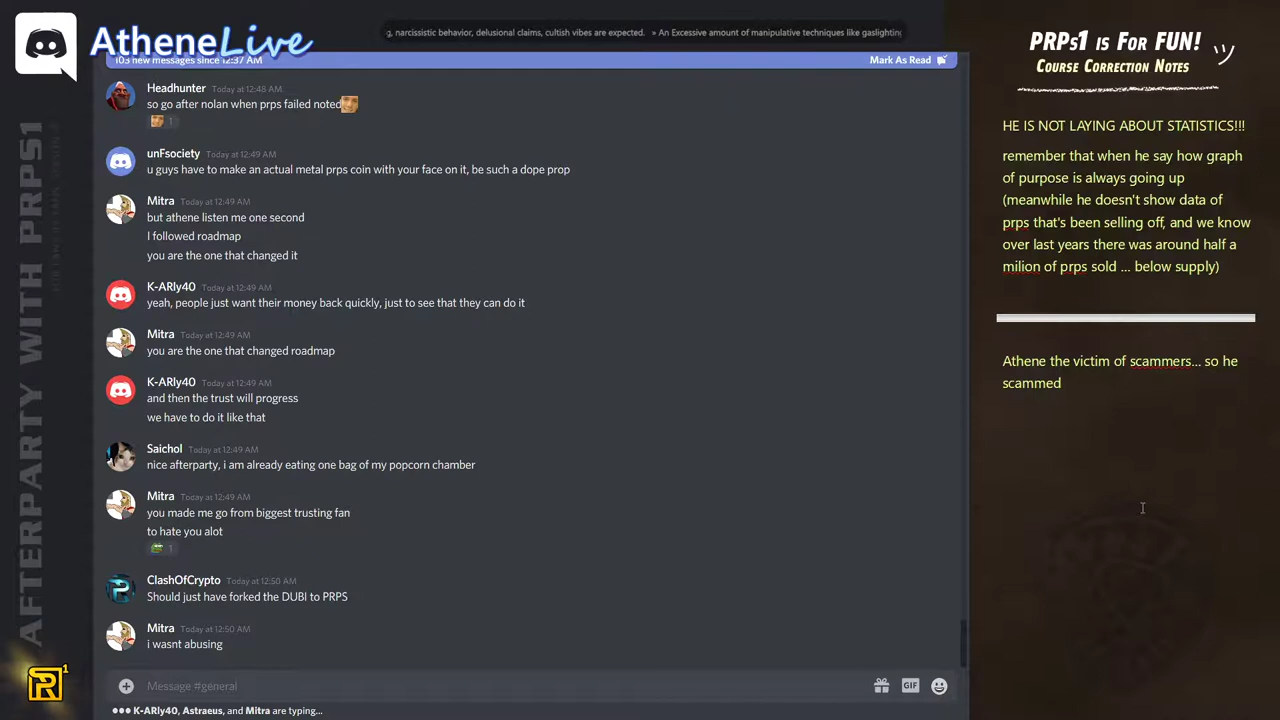 AtheneLive
g, narcissistic behavior, delusional claims, cultish vibes are expected. » An Excessive amount of manipulative techniques like gaslighting
103 new messages since 12:37 AM
Mark As Read
Headhunter Today at 12:48 AM
so go after nolan when prps failed noted
1
unFsociety Today at 12:49 AM
u guys have to make an actual metal prps coin with your face on it, be such a dope prop
Mitra Today at 12:49 AM
but athene listen me one second
I followed roadmap
you are the one that changed it
K-ARly40 Today at 12:49 AM
yeah, people just want their money back quickly, just to see that they can do it
Mitra Today at 12:49 AM
you are the one that changed roadmap
K-ARly40 Today at 12:49 AM
and then the trust will progress
we have to do it like that
Saichol Today at 12:49 AM
nice afterparty, i am already eating one bag of my popcorn chamber
Mitra Today at 12:49 AM
you made me go from biggest trusting fan
to hate you alot
1
ClashOfCrypto Today at 12:50 AM
Should just have forked the DUBI to PRPS
Mitra Today at 12:50 AM
i wasnt abusing
Message #general
GIF
K-ARly40, Astraeus, and Mitra are typing...
AFTERPARTY WITH PRPS1
PRPs1 is For FUN!
ツ
Course Correction Notes
HE IS NOT LAYING ABOUT STATISTICS!!!
remember that when he say how graph
of purpose is always going up
(meanwhile he doesn't show data of
prps that's been selling off, and we know
over last years there was around half a
milion of prps sold ... below supply)
Athene the victim of scammers... so he
scammed